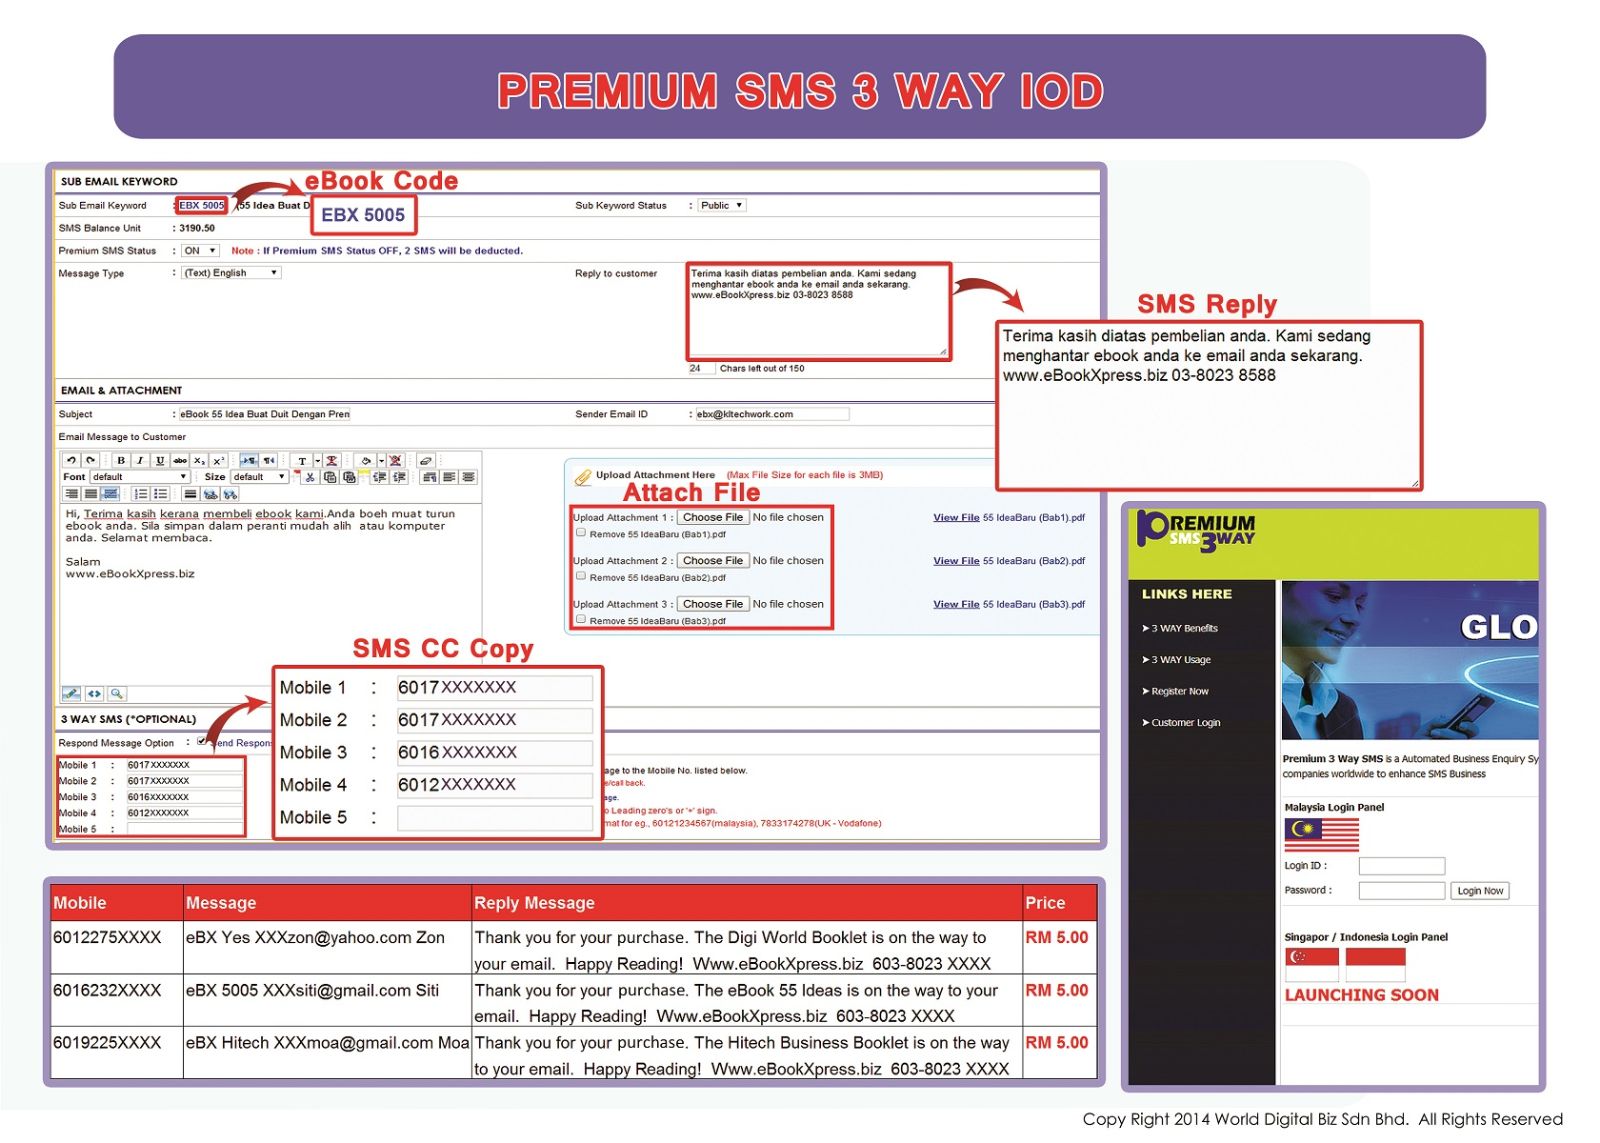 PREMIUM SMS 3 WAY IOD
SUB EMAIL KEYWORD
eBook Code
Sub Email Keyword : EBX 5005 (55 Idea Buat D
EBX 5005
Sub Keyword Status : Public
SMS Balance Unit : 3190.50
Premium SMS Status : ON Note : If Premium SMS Status OFF, 2 SMS will be deducted.
Message Type : (Text) English
Reply to customer
Terima kasih diatas pembelian anda. Kami sedang
menghantar ebook anda ke email anda sekarang.
www.eBookXpress.biz 03-8023 8588
24 Chars left out of 150
SMS Reply
Terima kasih diatas pembelian anda. Kami sedang
menghantar ebook anda ke email anda sekarang.
www.eBookXpress.biz 03-8023 8588
EMAIL & ATTACHMENT
Subject : eBook 55 Idea Buat Duit Dengan Pren
Sender Email ID : ebx@kltechwork.com
Email Message to Customer
B I U abc X₂ X² T
Font default Size default
Hi, Terima kasih kerana membeli ebook kami.Anda boeh muat turun
ebook anda. Sila simpan dalam peranti mudah alih atau komputer
anda. Selamat membaca.
Salam
www.eBookXpress.biz
Upload Attachment Here (Max File Size for each file is 3MB)
Attach File
Upload Attachment 1 : Choose File No file chosen View File 55 IdeaBaru (Bab1).pdf
Remove 55 IdeaBaru (Bab1).pdf
Upload Attachment 2 : Choose File No file chosen View File 55 IdeaBaru (Bab2).pdf
Remove 55 IdeaBaru (Bab2).pdf
Upload Attachment 3 : Choose File No file chosen View File 55 IdeaBaru (Bab3).pdf
Remove 55 IdeaBaru (Bab3).pdf
SMS CC Copy
Mobile 1 : 6017XXXXXXX
Mobile 2 : 6017XXXXXXX
Mobile 3 : 6016XXXXXXX
Mobile 4 : 6012XXXXXXX
Mobile 5 :
3 WAY SMS (*OPTIONAL)
Respond Message Option : Send Respons
Mobile 1 : 6017XXXXXXX
Mobile 2 : 6017XXXXXXX
Mobile 3 : 6016XXXXXXX
Mobile 4 : 6012XXXXXXX
Mobile 5 :
age to the Mobile No. listed below.
e/call back.
age.
o Leading zero's or '+' sign.
mat for eg., 60121234567(malaysia), 7833174278(UK - Vodafone)
Mobile Message Reply Message Price
6012275XXXX eBX Yes XXXzon@yahoo.com Zon Thank you for your purchase. The Digi World Booklet is on the way to RM 5.00
your email. Happy Reading! Www.eBookXpress.biz 603-8023 XXXX
6016232XXXX eBX 5005 XXXsiti@gmail.com Siti Thank you for your purchase. The eBook 55 Ideas is on the way to your RM 5.00
email. Happy Reading! Www.eBookXpress.biz 603-8023 XXXX
6019225XXXX eBX Hitech XXXmoa@gmail.com Moa Thank you for your purchase. The Hitech Business Booklet is on the way RM 5.00
to your email. Happy Reading! Www.eBookXpress.biz 603-8023 XXXX
PREMIUM
SMS 3WAY
LINKS HERE
3 WAY Benefits
3 WAY Usage
Register Now
Customer Login
GLO
Premium 3 Way SMS is a Automated Business Enquiry Sy
companies worldwide to enhance SMS Business
Malaysia Login Panel
Login ID :
Password : Login Now
Singapor / Indonesia Login Panel
LAUNCHING SOON
Copy Right 2014 World Digital Biz Sdn Bhd. All Rights Reserved